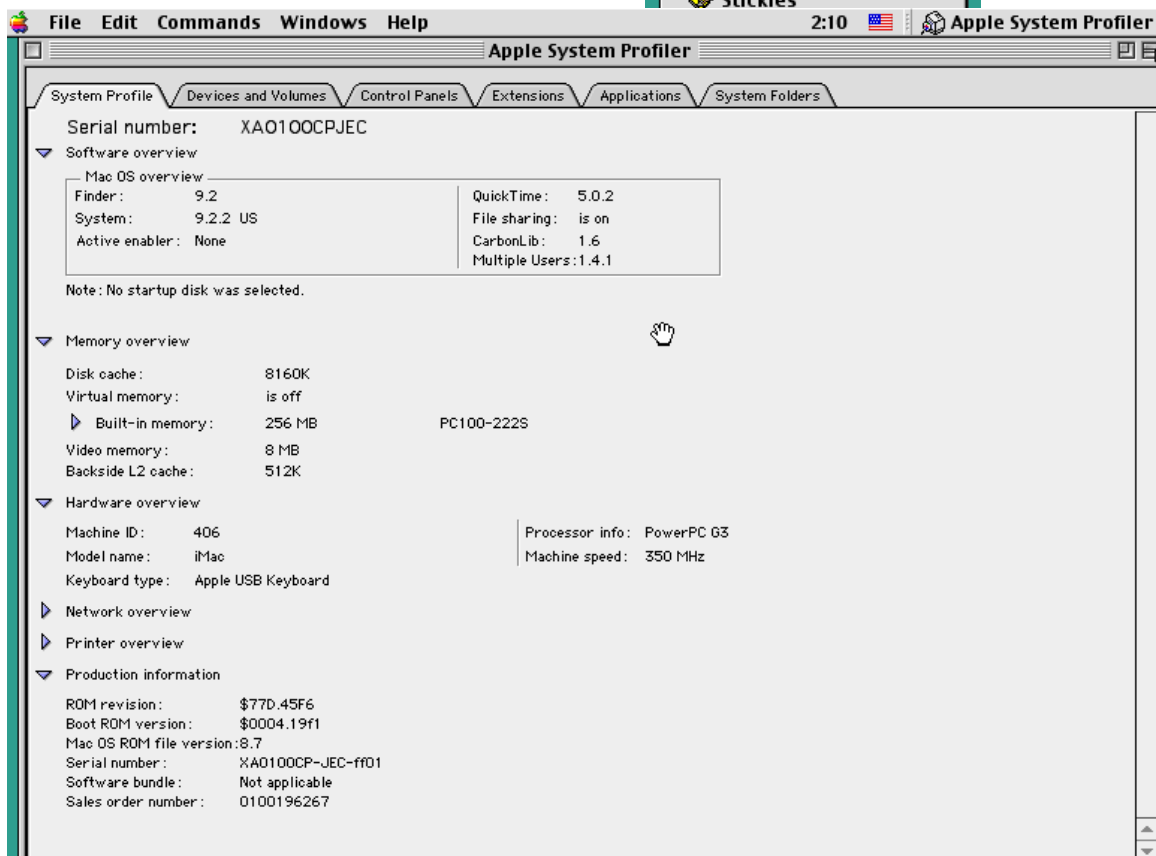 Stickies
File Edit Commands Windows Help 2:10 Apple System Profiler
Apple System Profiler
System Profile Devices and Volumes Control Panels Extensions Applications System Folders
Serial number: XA0100CPJEC
Software overview
Mac OS overview
Finder: 9.2 QuickTime: 5.0.2
System: 9.2.2 US File sharing: is on
Active enabler: None CarbonLib: 1.6
Multiple Users: 1.4.1
Note: No startup disk was selected.
Memory overview
Disk cache: 8160K
Virtual memory: is off
Built-in memory: 256 MB PC100-222S
Video memory: 8 MB
Backside L2 cache: 512K
Hardware overview
Machine ID: 406 Processor info: PowerPC G3
Model name: iMac Machine speed: 350 MHz
Keyboard type: Apple USB Keyboard
Network overview
Printer overview
Production information
ROM revision: $77D.45F6
Boot ROM version: $0004.19f1
Mac OS ROM file version: 8.7
Serial number: XA0100CP-JEC-ff01
Software bundle: Not applicable
Sales order number: 0100196267